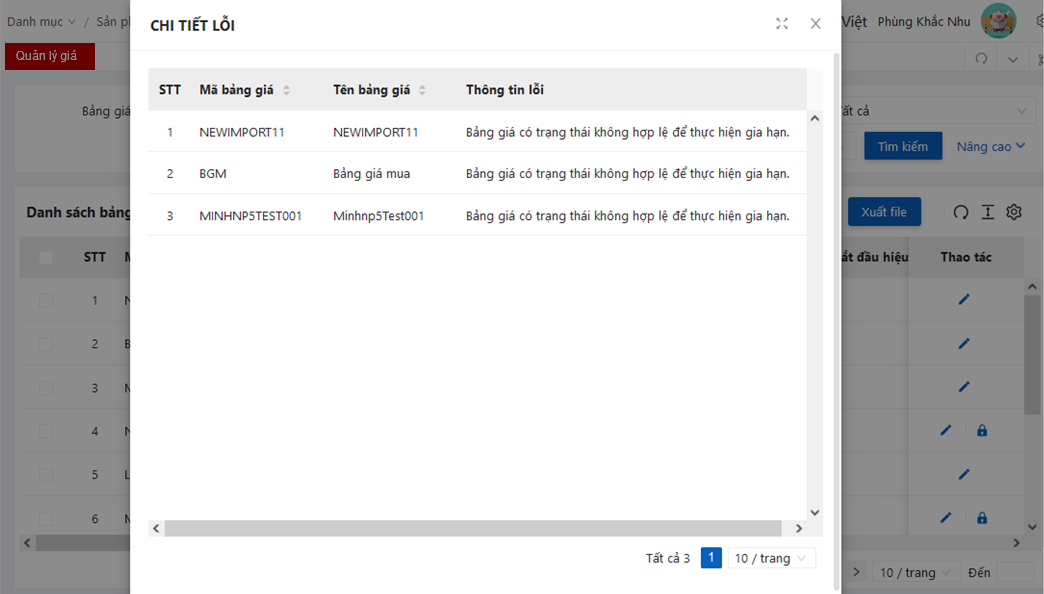 Danh mục / Sản
CHI TIẾT LỖI
Việt Phùng Khắc Nhu
Quản lý giá
STT Mã bảng giá Tên bảng giá Thông tin lỗi
Bảng giá
Tất cả
1 NEWIMPORT11 NEWIMPORT11 Bảng giá có trạng thái không hợp lệ để thực hiện gia hạn.
Tìm kiếm Nâng cao
2 BGM Bảng giá mua Bảng giá có trạng thái không hợp lệ để thực hiện gia hạn.
3 MINHNP5TEST001 Minhnp5Test001 Bảng giá có trạng thái không hợp lệ để thực hiện gia hạn.
Danh sách bảng
Xuất file
STT
đầu hiệu Thao tác
1
2
3
4
5
6
Tất cả 3 1 10 / trang
10 / trang Đến